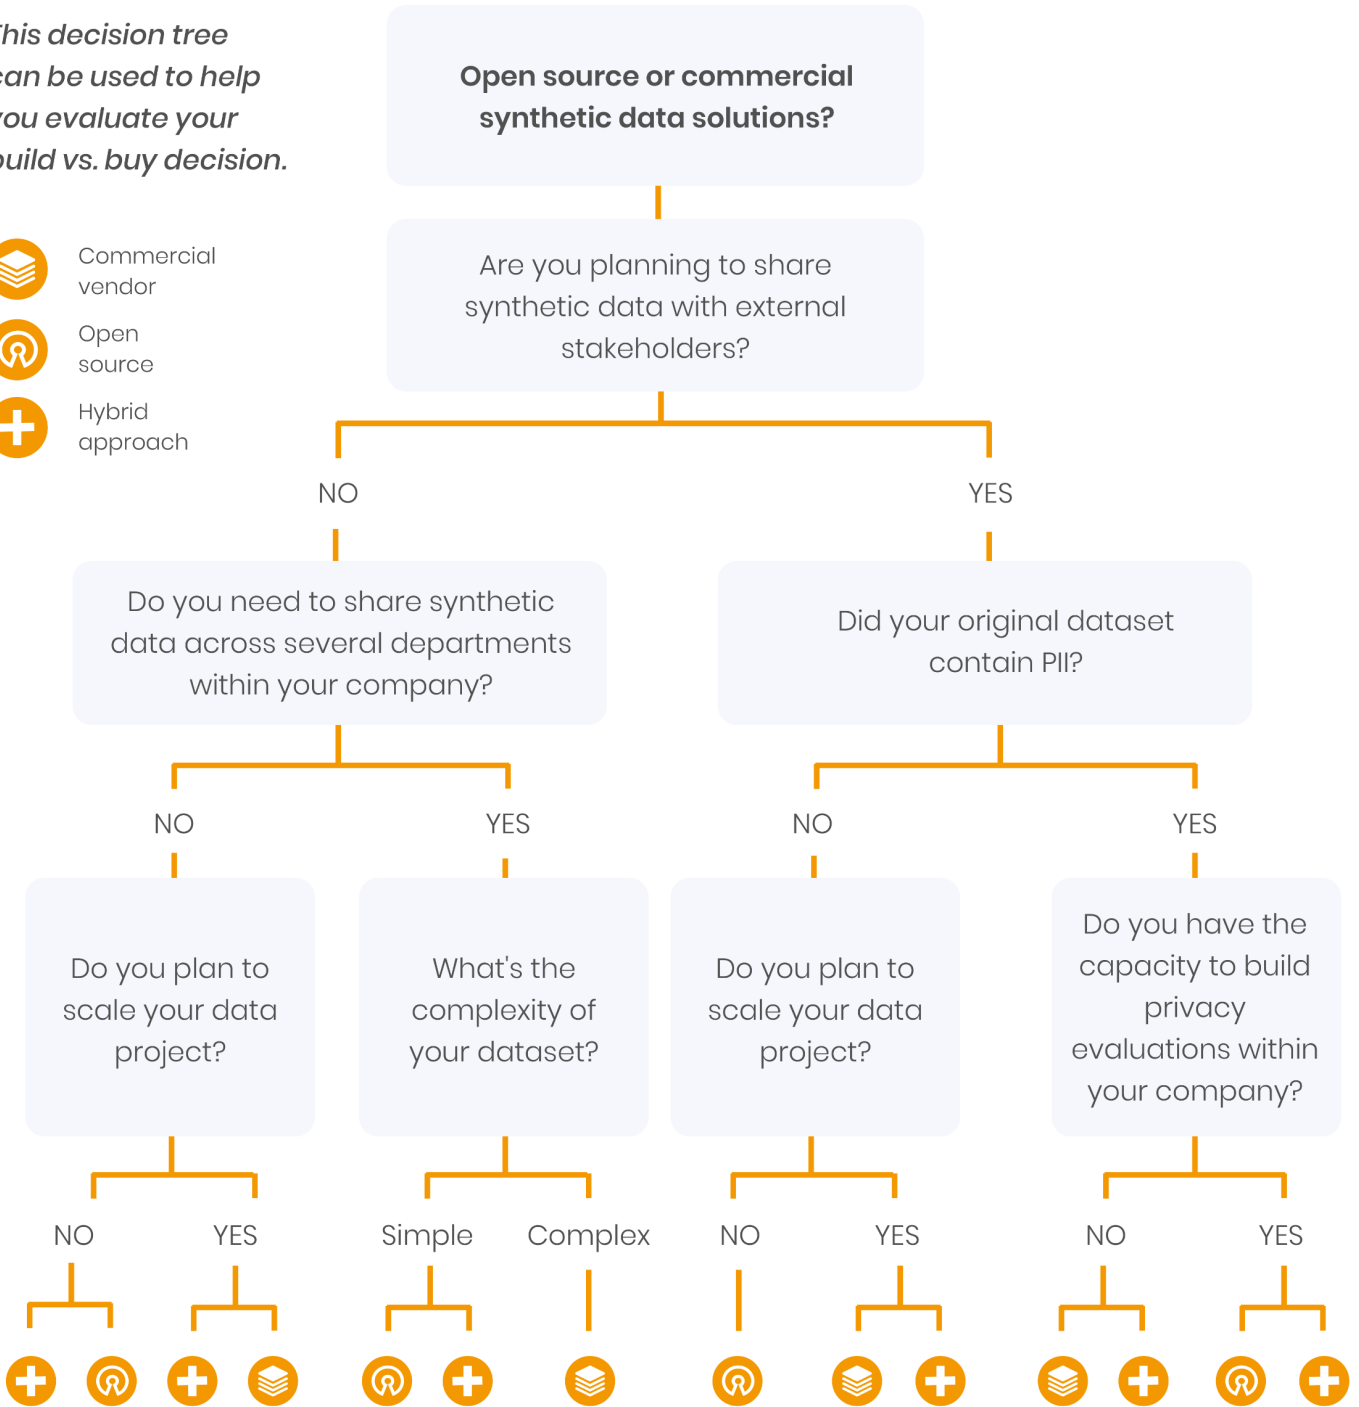 his decision tree
can be used to help
you evaluate your
build vs. buy decision.
Open source or commercial
synthetic data solutions?
Commercial
vendor
Open
source
Hybrid
approach
Are you planning to share
synthetic data with external
stakeholders?
NO
YES
Do you need to share synthetic
data across several departments
within your company?
Did your original dataset
contain PII?
NO
YES
NO
YES
Do you plan to
scale your data
project?
What's the
complexity of
your dataset?
Do you plan to
scale your data
project?
Do you have the
capacity to build
privacy
evaluations within
your company?
NO
YES
Simple
Complex
NO
YES
NO
YES